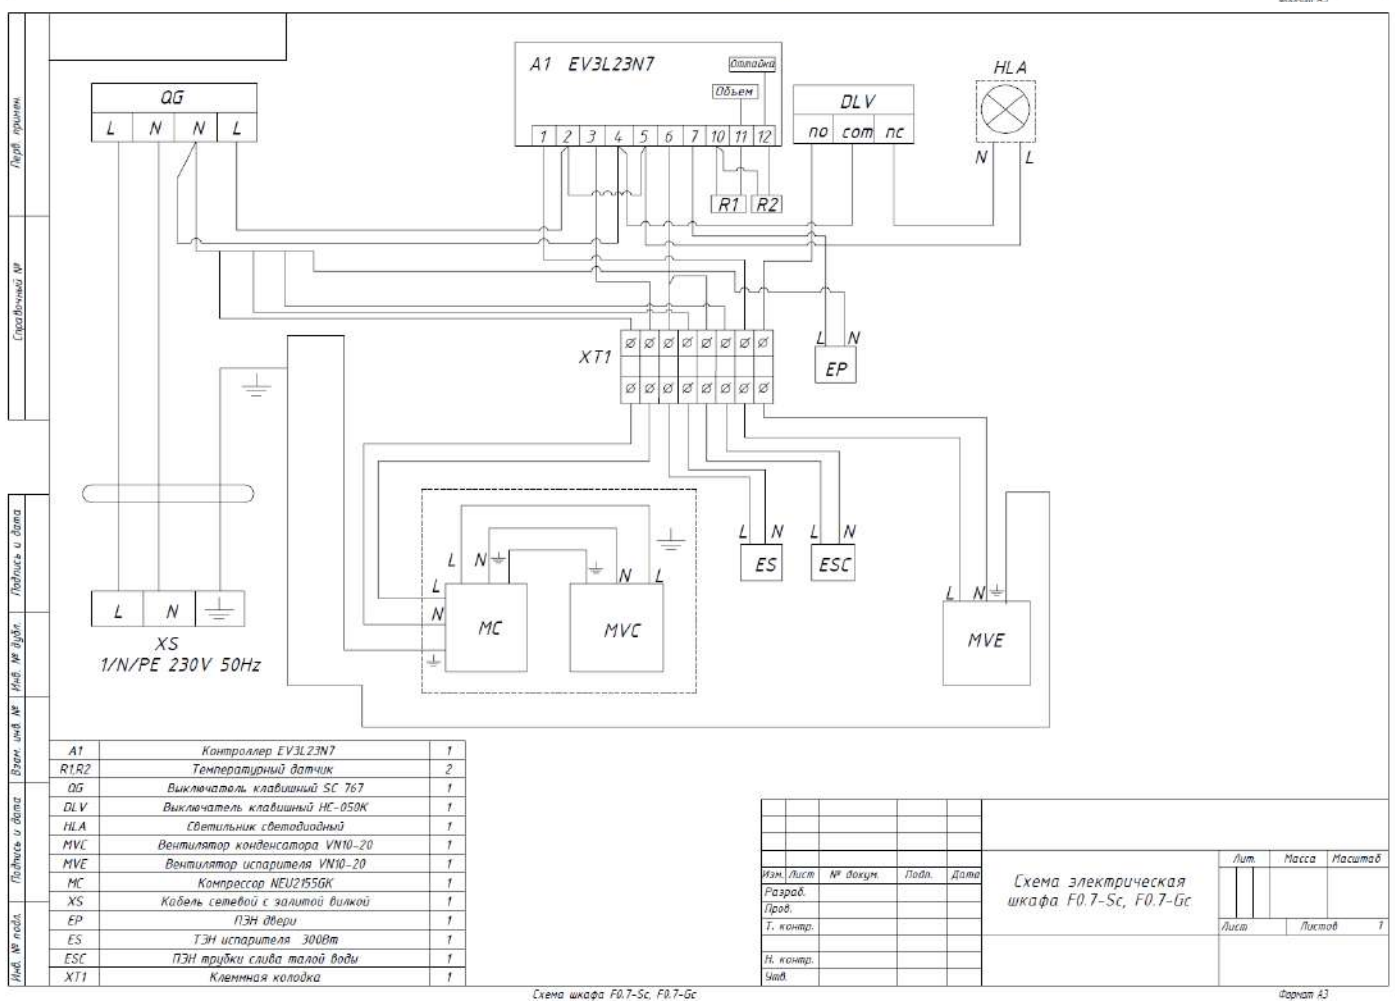 A1 EV3L23N7
Оттайка
Объем
HLA
QG
DLV
L N N L
1 2 3 4 5 6 7 10 11 12
no com nc
N L
R1 R2
XT1
L N
EP
L N L N
ES ESC
L N
L
N
MC
N L
MVC
L N
MVE
L N
XS
1/N/PE 230V 50Hz
A1 Контроллер EV3L23N7 1
R1,R2 Температурный датчик 2
QG Выключатель клавишный SC 767 1
DLV Выключатель клавишный НС-050К 1
HLA Светильник светодиодный 1
MVC Вентилятор конденсатора VN10-20 1
MVE Вентилятор испарителя VN10-20 1
MC Компрессор NEU2155GK 1
XS Кабель сетевой с залитой вилкой 1
EP ПЭН двери 1
ES ТЭН испарителя 300Вт 1
ESC ПЭН трубки слива талой воды 1
XT1 Клеммная колодка 1
Перв. примен.
Справочный №
Подпись и дата
Инв. № дубл.
Взам. инв. №
Подпись и дата
Инв. № подл.
Изм. Лист № докум. Подп. Дата
Разраб.
Пров.
Т. контр.
Н. контр.
Утв.
Схема электрическая
шкафа F0.7-Sc, F0.7-Gc
Лит. Масса Масштаб
Лист Листов 1
Схема шкафа F0.7-Sc, F0.7-Gc
Формат А3